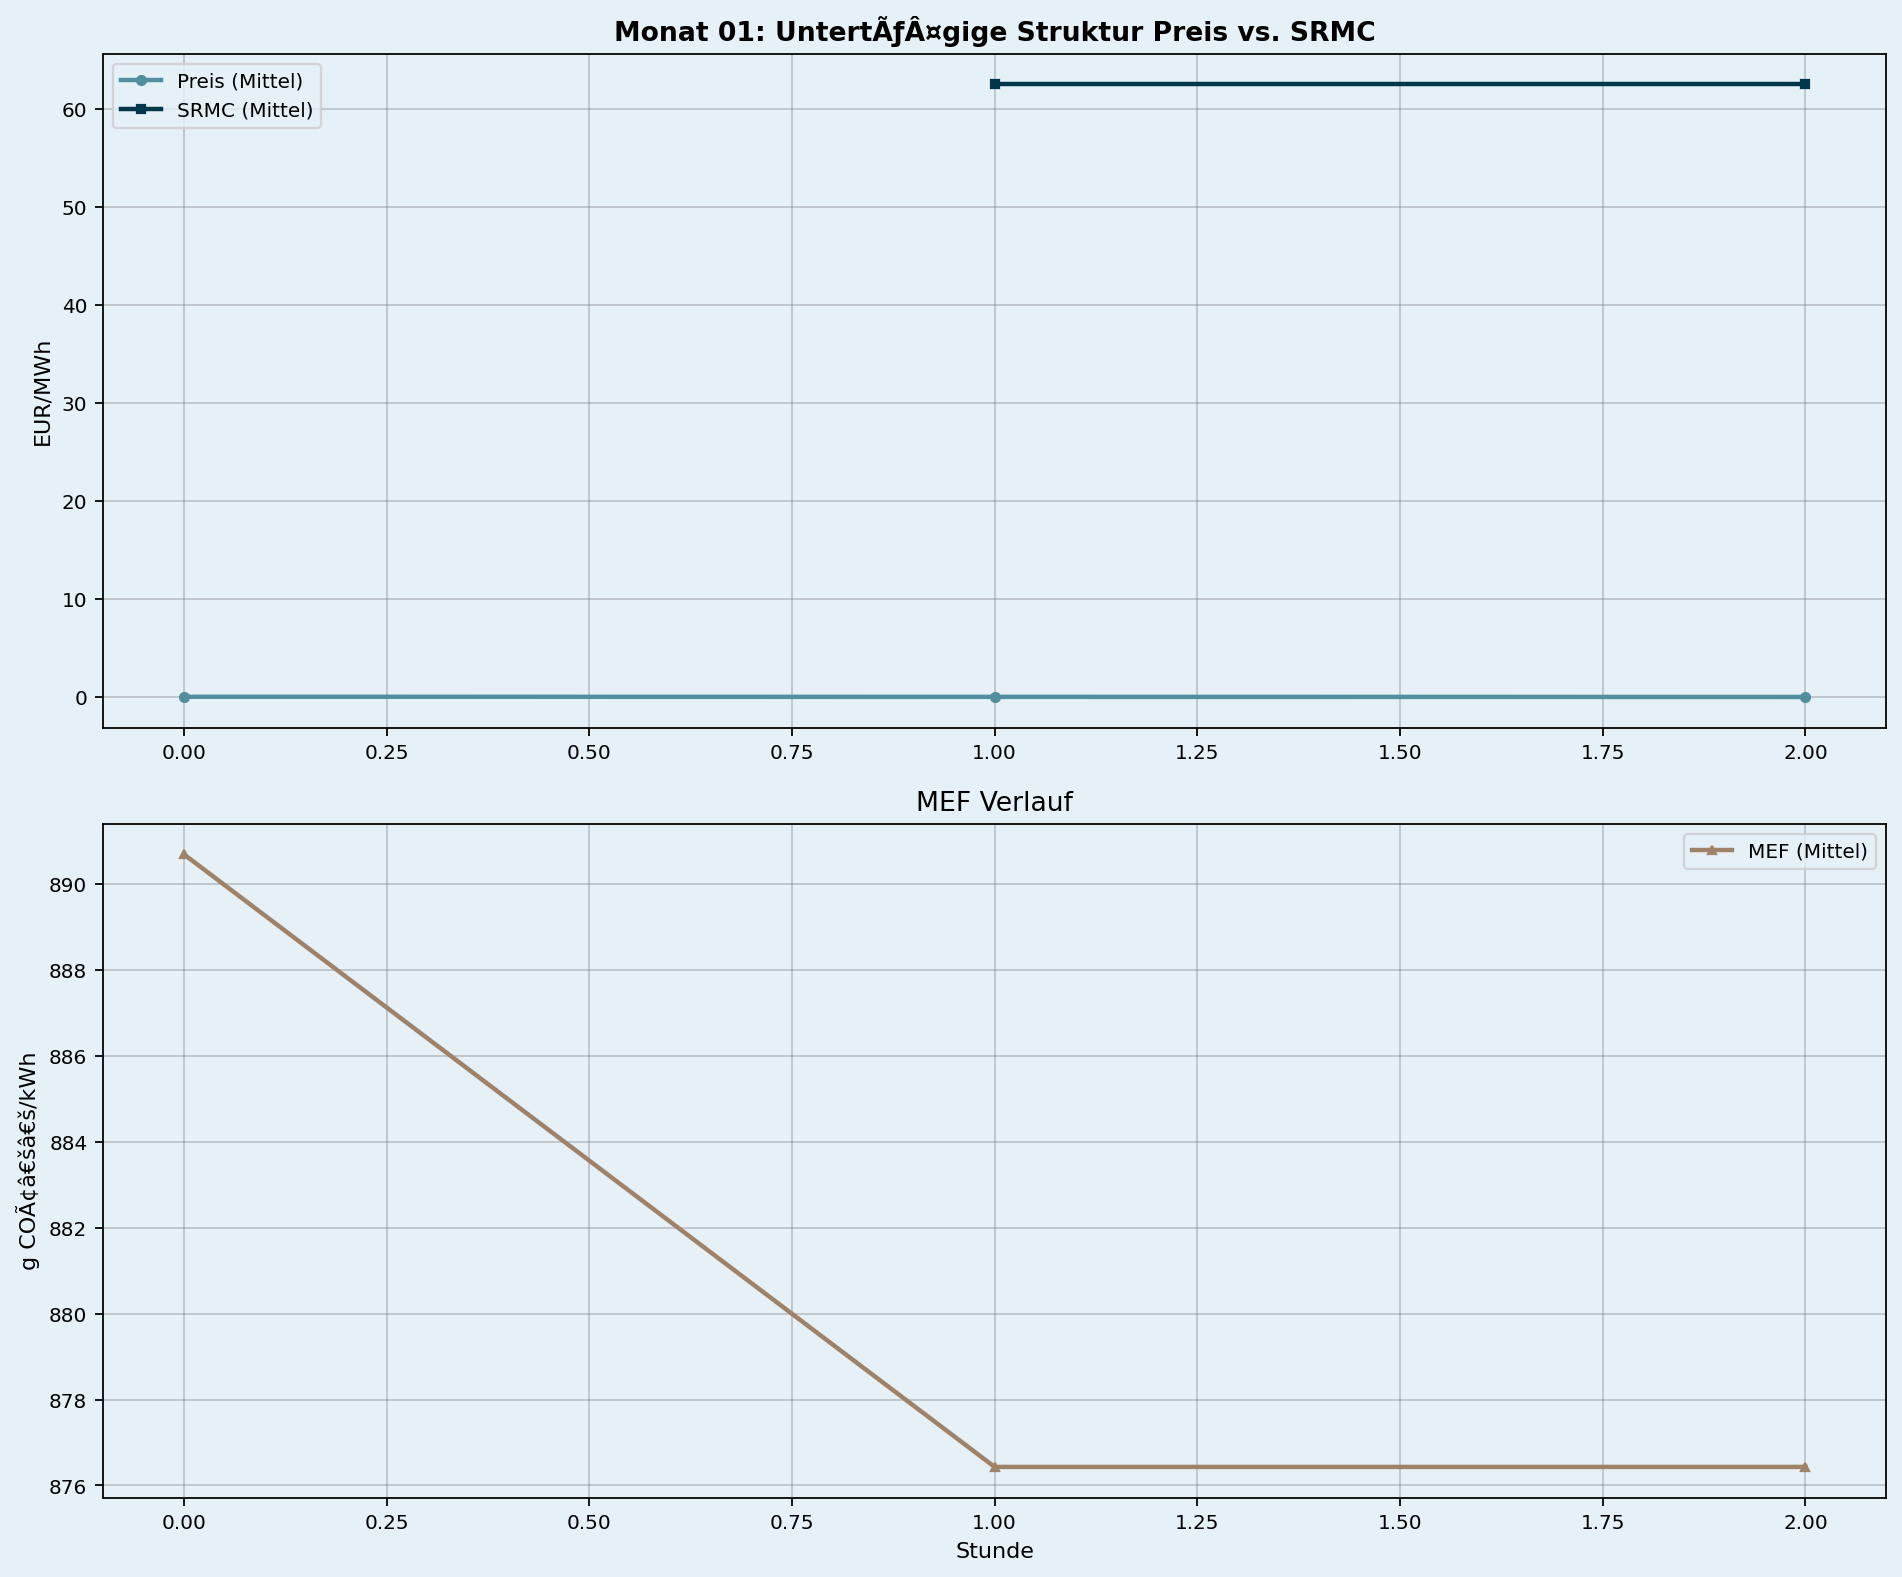 Monat 01: UntertÃƒÂ¤gige Struktur Preis vs. SRMC
Preis (Mittel)
SRMC (Mittel)
EUR/MWh
60
50
40
30
20
10
0
0.00 0.25 0.50 0.75 1.00 1.25 1.50 1.75 2.00
MEF Verlauf
MEF (Mittel)
g COÃ¢â€šâ€š/kWh
890
888
886
884
882
880
878
876
0.00 0.25 0.50 0.75 1.00 1.25 1.50 1.75 2.00
Stunde